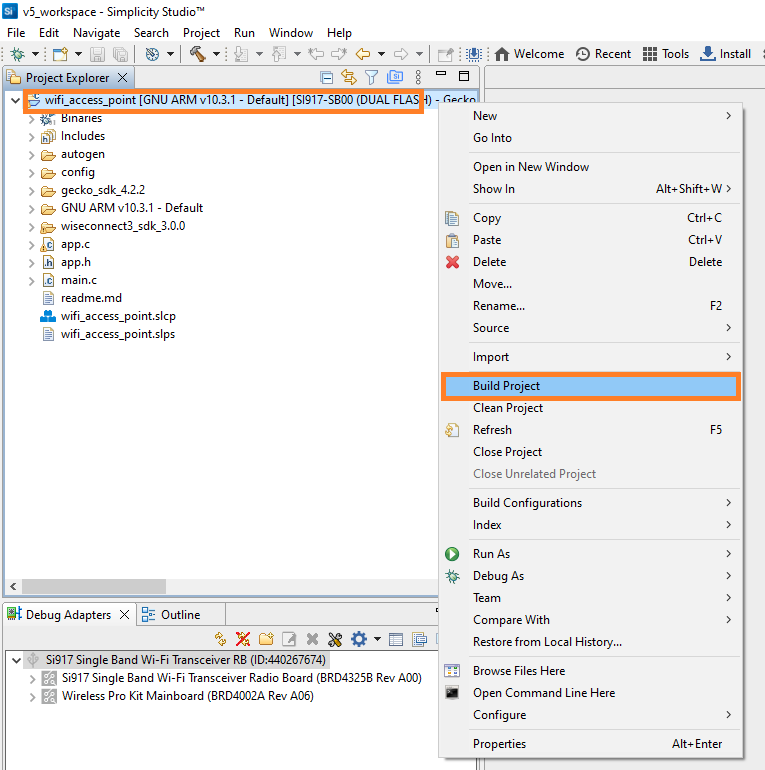 v5_workspace - Simplicity Studio™
File Edit Navigate Search Project Run Window Help
Welcome Recent Tools Install
Project Explorer
wifi_access_point [GNU ARM v10.3.1 - Default] [SI917-SB00 (DUAL FLASH) - Gecko
Binaries
Includes
autogen
config
gecko_sdk_4.2.2
GNU ARM v10.3.1 - Default
wiseconnect3_sdk_3.0.0
app.c
app.h
main.c
readme.md
wifi_access_point.slcp
wifi_access_point.slps
New
Go Into
Open in New Window
Show In Alt+Shift+W
Copy Ctrl+C
Paste Ctrl+V
Delete Delete
Move...
Rename... F2
Source
Import
Build Project
Clean Project
Refresh F5
Close Project
Close Unrelated Project
Build Configurations
Index
Run As
Debug As
Team
Compare With
Restore from Local History...
Browse Files Here
Open Command Line Here
Configure
Properties Alt+Enter
Debug Adapters Outline
Si917 Single Band Wi-Fi Transceiver RB (ID:440267674)
Si917 Single Band Wi-Fi Transceiver Radio Board (BRD4325B Rev A00)
Wireless Pro Kit Mainboard (BRD4002A Rev A06)